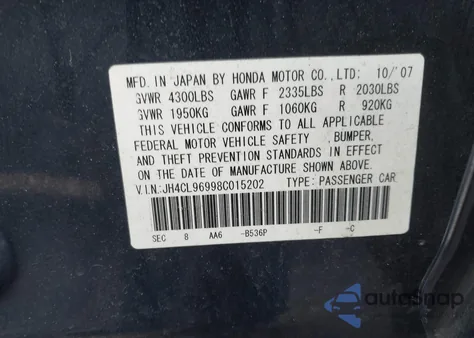 MFD. IN JAPAN BY HONDA MOTOR CO.,LTD: 10/'07
GVWR 4300LBS GAWR F 2335LBS R 2030LBS
GVWR 1950KG GAWR F 1060KG R 920KG
THIS VEHICLE CONFORMS TO ALL APPLICABLE
FEDERAL MOTOR VEHICLE SAFETY ,BUMPER,
AND THEFT PREVENTION STANDARDS IN EFFECT
ON THE DATE OF MANUFACTURE SHOWN ABOVE.
V.I.N.:JH4CL96998C015202 TYPE: PASSENGER CAR
SEC 8 AA6 -B536P -F -C
autoSnap